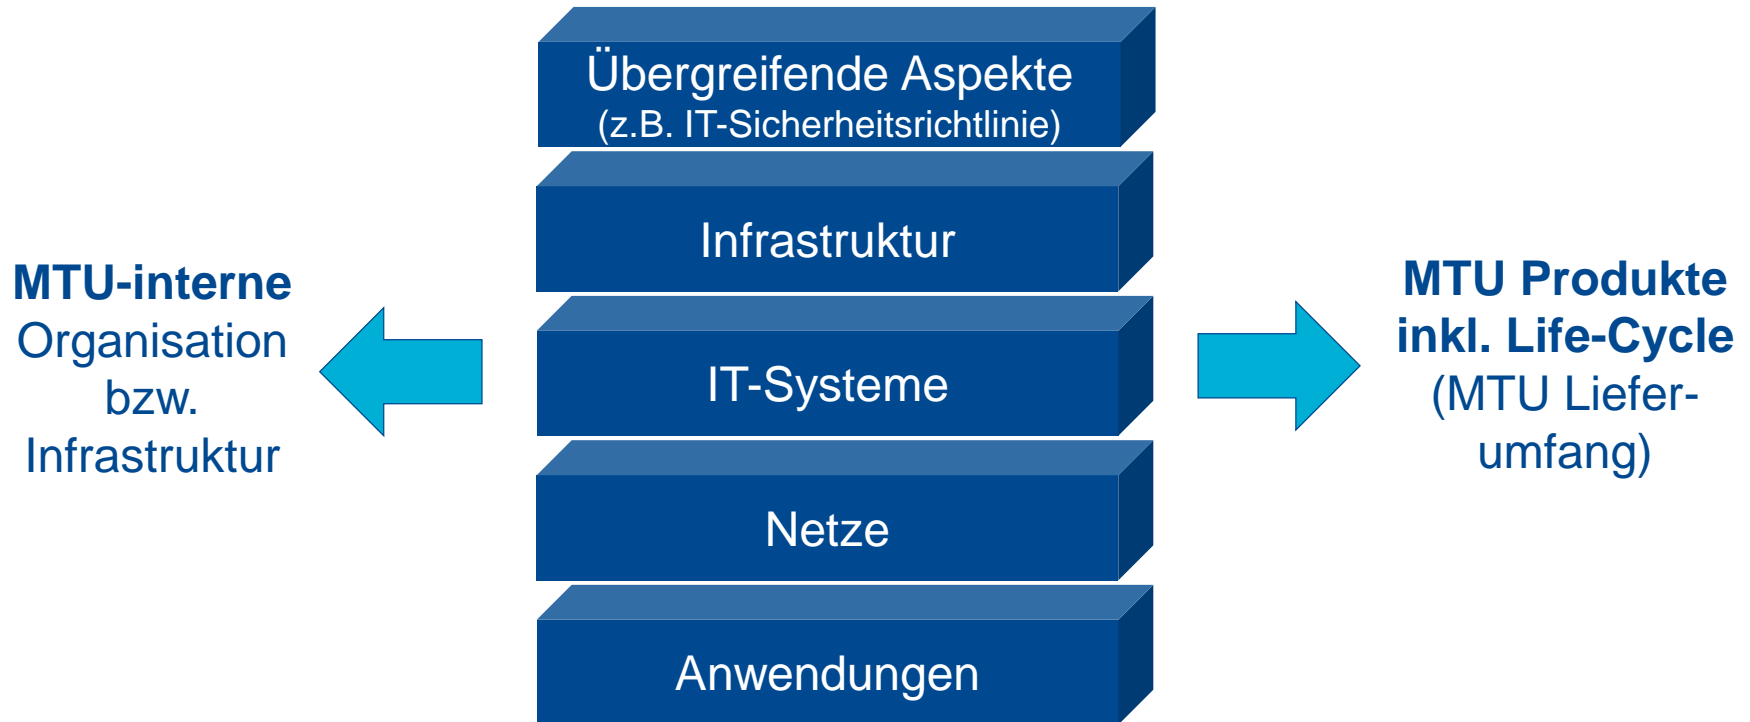 Übergreifende Aspekte
(z.B. IT-Sicherheitsrichtlinie)
Infrastruktur
IT-Systeme
Netze
Anwendungen
MTU-interne
Organisation
bzw.
Infrastruktur
MTU Produkte
inkl. Life-Cycle
(MTU Liefer-
umfang)